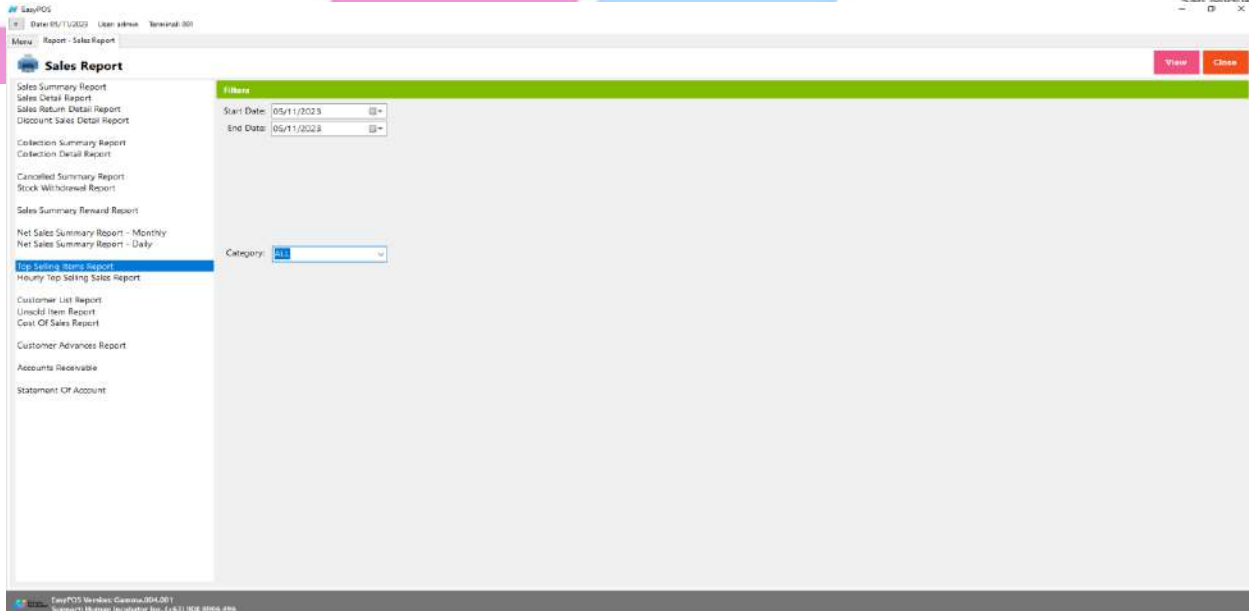 EasyPOS
Date: 05/11/2023 User: admin Terminal: 001
Menu Report - Sales Report
Sales Report
View Close
Sales Summary Report
Sales Detail Report
Sales Return Detail Report
Discount Sales Detail Report
Collection Summary Report
Collection Detail Report
Cancelled Summary Report
Stock Withdrawal Report
Sales Summary Reward Report
Net Sales Summary Report - Monthly
Net Sales Summary Report - Daily
Top Selling Items Report
Hourly Top Selling Sales Report
Customer List Report
Unsold Item Report
Cost Of Sales Report
Customer Advances Report
Accounts Receivable
Statement Of Account
Filters
Start Date: 05/11/2023
End Date: 05/11/2023
Category: ALL
EasyPOS Version: Gamma.004.001
Support: Human Incubator Inc.